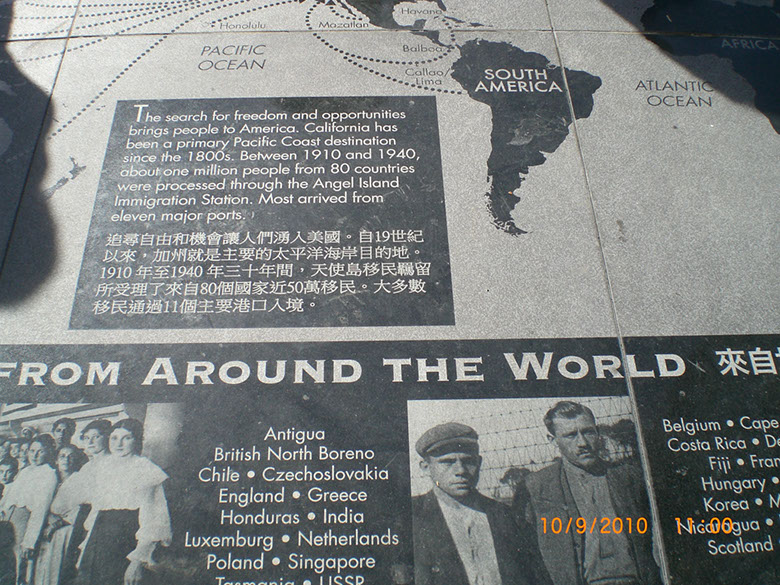 Honolulu
Mazatlan
Havana
PACIFIC
OCEAN
Balboa
Callao/
Lima
SOUTH
AMERICA
AFRICA
ATLANTIC
OCEAN
The search for freedom and opportunities
brings people to America. California has
been a primary Pacific Coast destination
since the 1800s. Between 1910 and 1940,
about one million people from 80 countries
were processed through the Angel Island
Immigration Station. Most arrived from
eleven major ports.
追尋自由和機會讓人們湧入美國。自19世紀
以來，加州就是主要的太平洋海岸目的地。
1910年至1940年三十年間，天使島移民羈留
所受理了來自80個國家近50萬移民。大多數
移民通過11個主要港口入境。
FROM AROUND THE WORLD
來自
Antigua
British North Boreno
Chile • Czechoslovakia
England • Greece
Honduras • India
Luxemburg • Netherlands
Poland • Singapore
Tasmania • USSR
Belgium • Cape
Costa Rica •
Fiji •
Hungary •
Korea •
Nicaragua •
Scotland •
10/9/2010 11:00